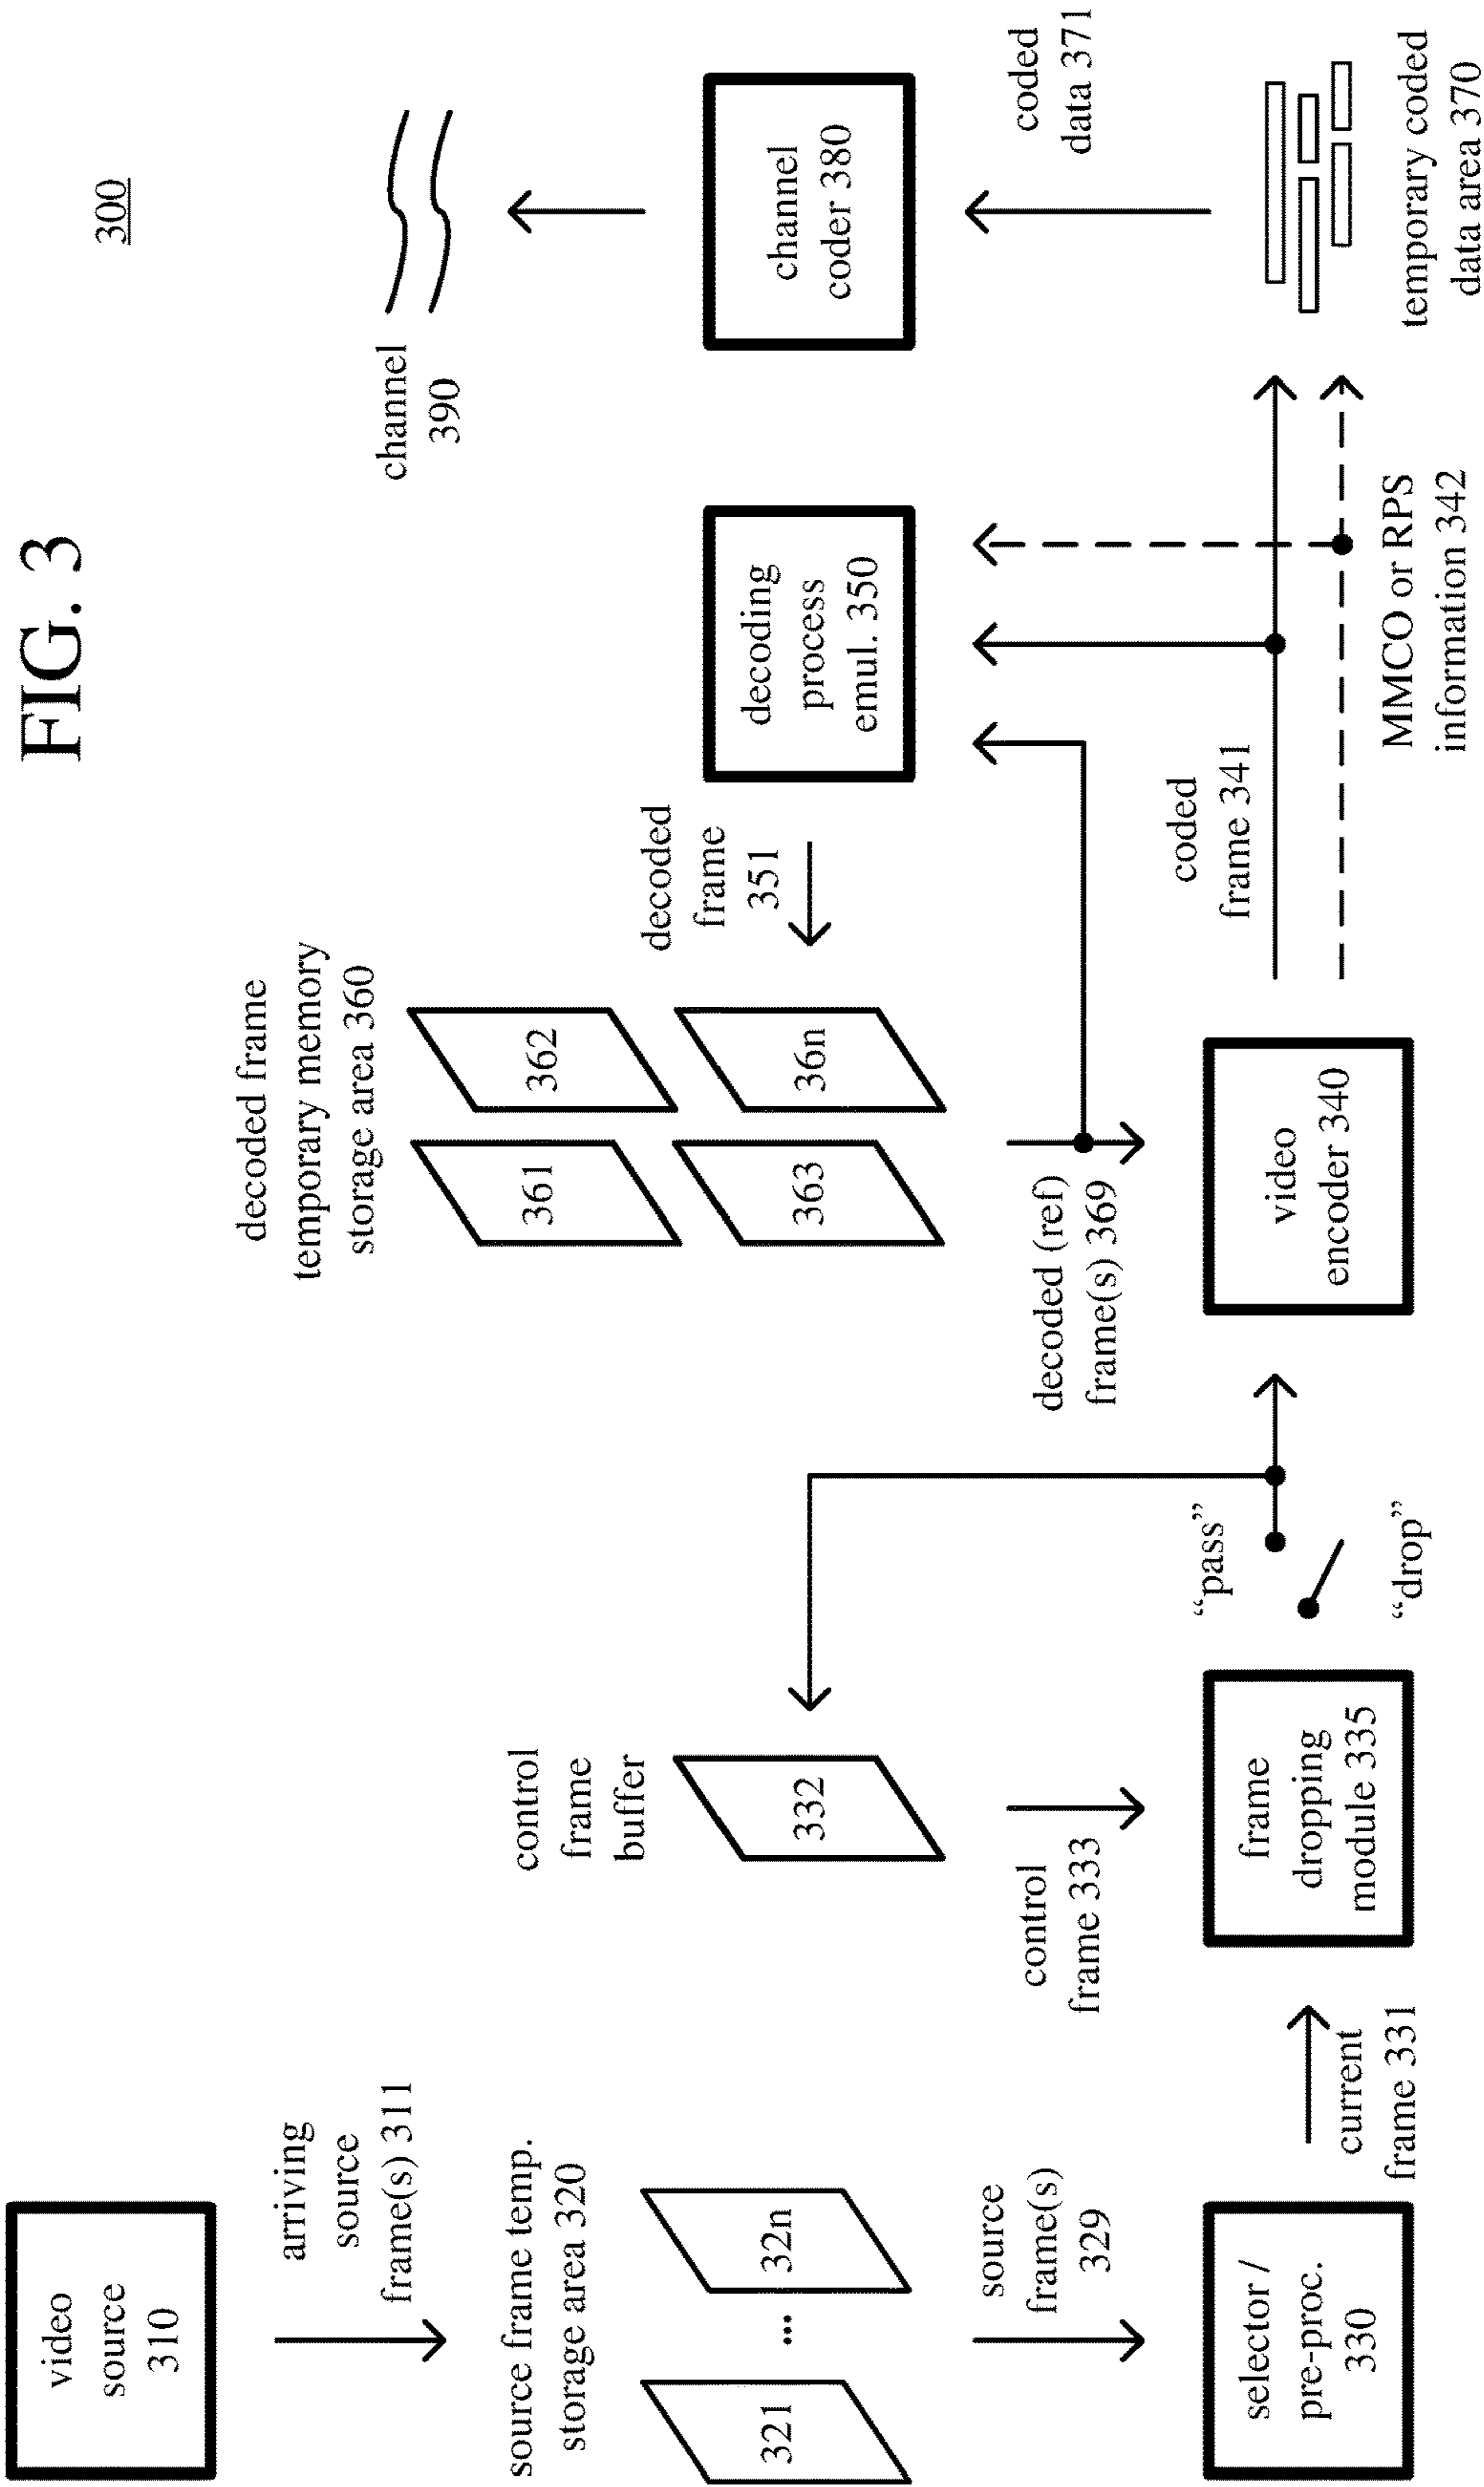 FIG. 3
300
video
source
310
arriving
source
frame(s) 311
source frame temp.
storage area 320
321
...
32n
source
frame(s)
329
selector /
pre-proc.
330
current
frame 331
control
frame
buffer
332
control
frame 333
frame
dropping
module 335
“pass”
“drop”
decoded frame
temporary memory
storage area 360
361
362
363
36n
decoded (ref)
frame(s) 369
video
encoder 340
decoded
frame
351
decoding
process
emul. 350
coded
frame 341
MMCO or RPS
information 342
channel
390
channel
coder 380
coded
data 371
temporary coded
data area 370